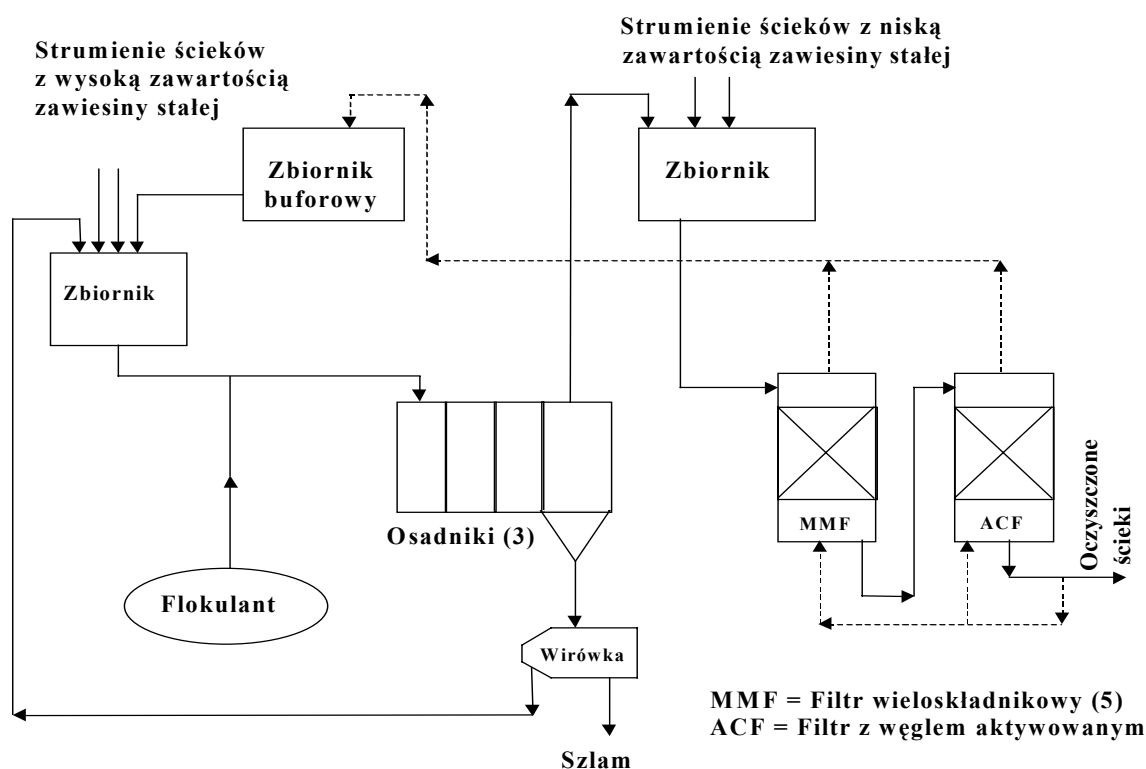 Strumienie ścieków
z wysoką zawartością
zawiesiny stałej
Strumienie ścieków z niską
zawartością zawiesiny stałej
Zbiornik
buforowy
Zbiornik
Zbiornik
Osadniki (3)
MMF
ACF
Oczyszczone
ścieki
Flokulant
Wirówka
Szlam
MMF = Filtr wieloskładnikowy (5)
ACF = Filtr z węglem aktywowanym